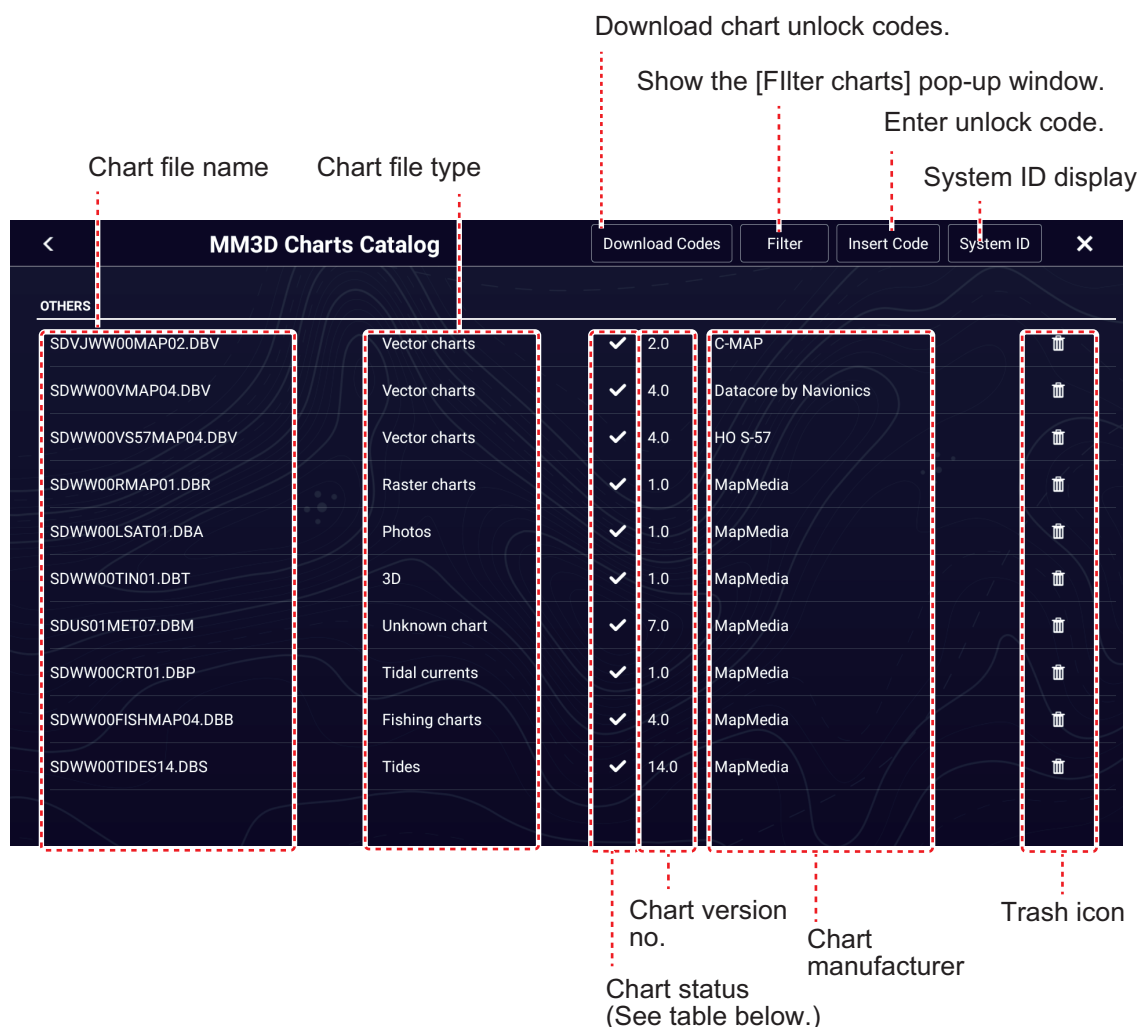 Download chart unlock codes.
Show the [FIlter charts] pop-up window.
Enter unlock code.
Chart file name
Chart file type
System ID display
MM3D Charts Catalog
Download Codes
Filter
Insert Code
System ID
OTHERS
SDVJWW00MAP02.DBV Vector charts 2.0 C-MAP
SDWW00VMAP04.DBV Vector charts 4.0 Datacore by Navionics
SDWW00VS57MAP04.DBV Vector charts 4.0 HO S-57
SDWW00RMAP01.DBR Raster charts 1.0 MapMedia
SDWW00LSAT01.DBA Photos 1.0 MapMedia
SDWW00TIN01.DBT 3D 1.0 MapMedia
SDUS01MET07.DBM Unknown chart 7.0 MapMedia
SDWW00CRT01.DBP Tidal currents 1.0 MapMedia
SDWW00FISHMAP04.DBB Fishing charts 4.0 MapMedia
SDWW00TIDES14.DBS Tides 14.0 MapMedia
Chart version
no.
Trash icon
Chart
manufacturer
Chart status
(See table below.)